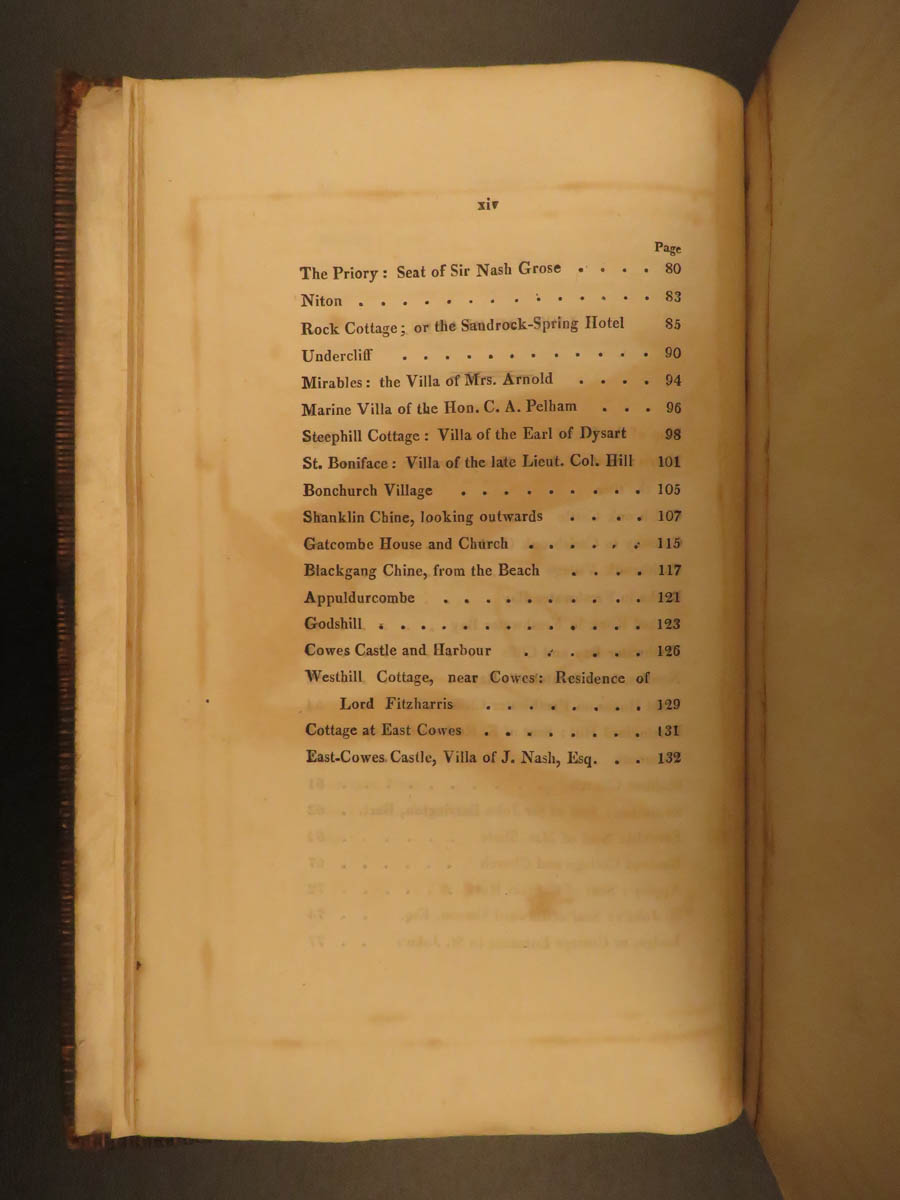 xiv
Page
The Priory: Seat of Sir Nash Grose . . . . 80
Niton . . . . . . . . . . . . . . 83
Rock Cottage; or the Sandrock-Spring Hotel 85
Undercliff . . . . . . . . . . . . 90
Mirables: the Villa of Mrs. Arnold . . . . 94
Marine Villa of the Hon. C. A. Pelham . . . 96
Steephill Cottage: Villa of the Earl of Dysart 98
St. Boniface: Villa of the late Lieut. Col. Hill 101
Bonchurch Village . . . . . . . . . 105
Shanklin Chine, looking outwards . . . . 107
Gatcombe House and Church . . . . . . 115
Blackgang Chine, from the Beach . . . . 117
Appuldurcombe . . . . . . . . . . 121
Godshill . . . . . . . . . . . . . 123
Cowes Castle and Harbour . . . . . . 126
Westhill Cottage, near Cowes: Residence of
Lord Fitzharris . . . . . . . . 129
Cottage at East Cowes . . . . . . . . 131
East-Cowes Castle, Villa of J. Nash, Esq. . . 132